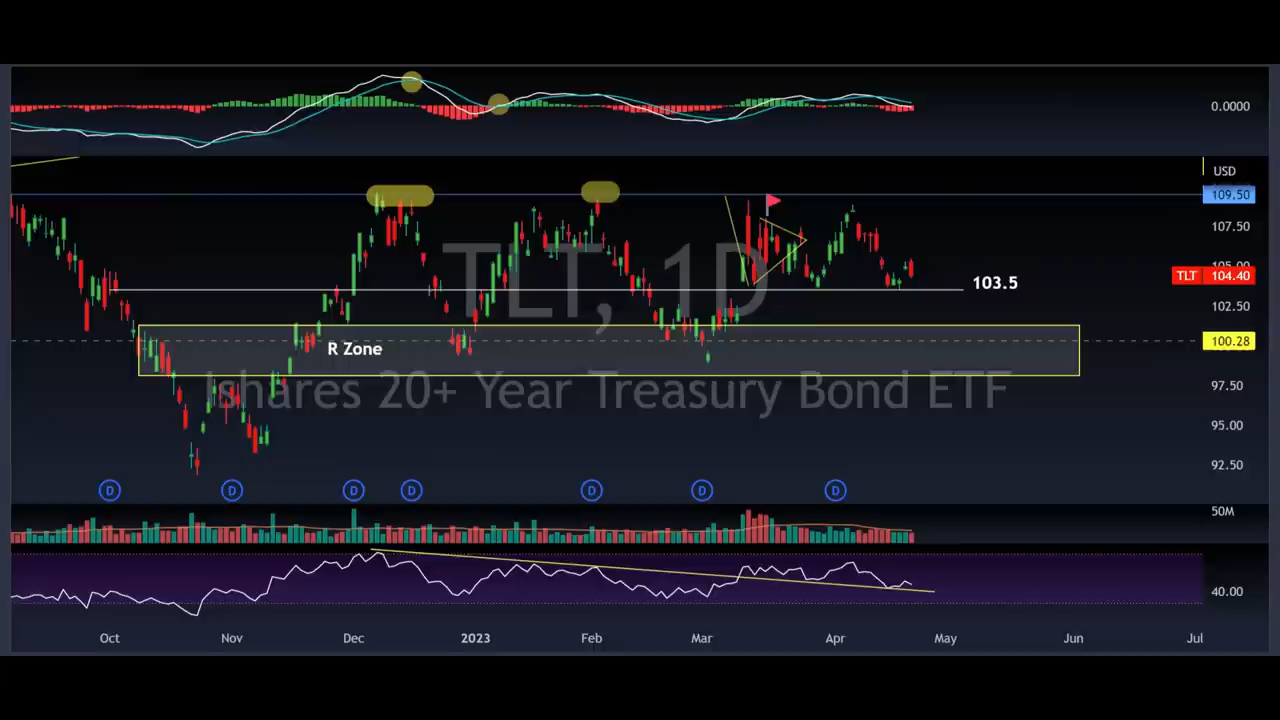 0.0000
USD
109.50
107.50
105.00
TLT 104.40
103.5
102.50
TLT, 1D
R Zone
100.28
97.50
Ishares 20+ Year Treasury Bond ETF
95.00
92.50
D D D D D D D
50M
40.00
Oct Nov Dec 2023 Feb Mar Apr May Jun Jul